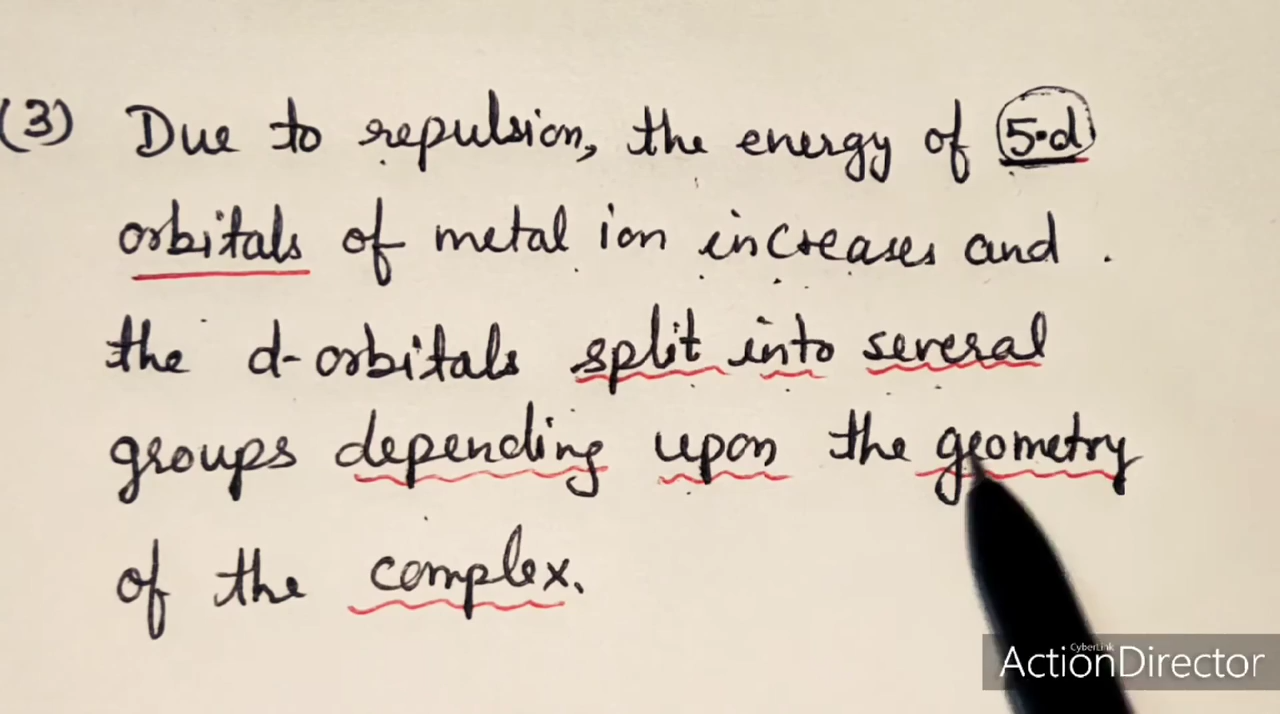 (3) Due to repulsion, the energy of 5-d
orbitals of metal ion increases and
the d-orbitals split into several
groups depending upon the geometry
of the complex.
CyberLink
ActionDirector